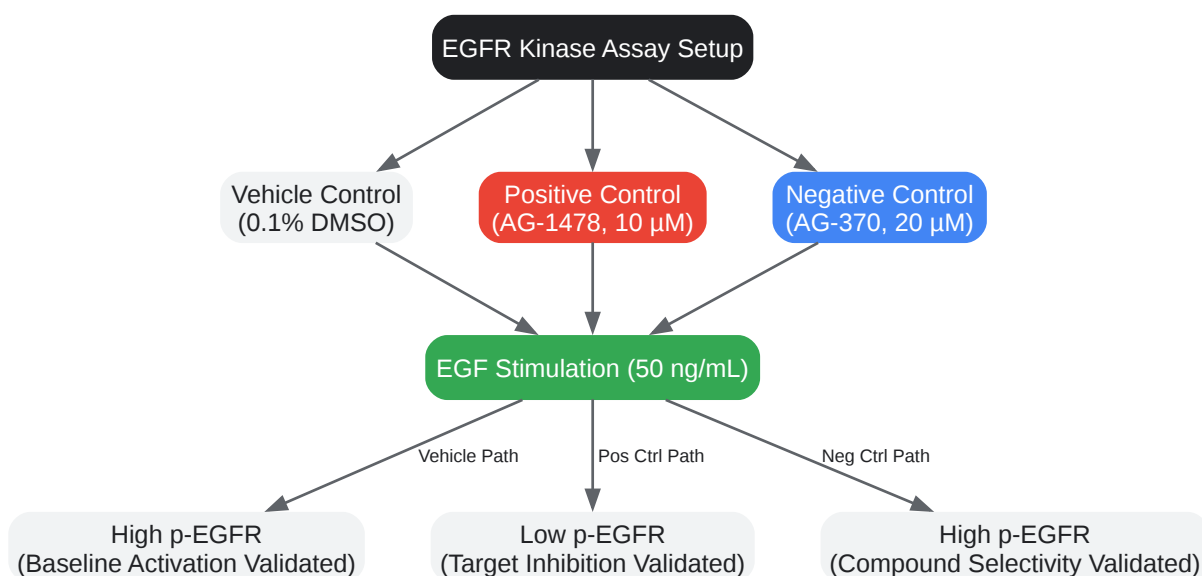 EGFR Kinase Assay Setup
Vehicle Control
(0.1% DMSO)
Positive Control
(AG-1478, 10 µM)
Negative Control
(AG-370, 20 µM)
EGF Stimulation (50 ng/mL)
Vehicle Path
Pos Ctrl Path
Neg Ctrl Path
High p-EGFR
(Baseline Activation Validated)
Low p-EGFR
(Target Inhibition Validated)
High p-EGFR
(Compound Selectivity Validated)